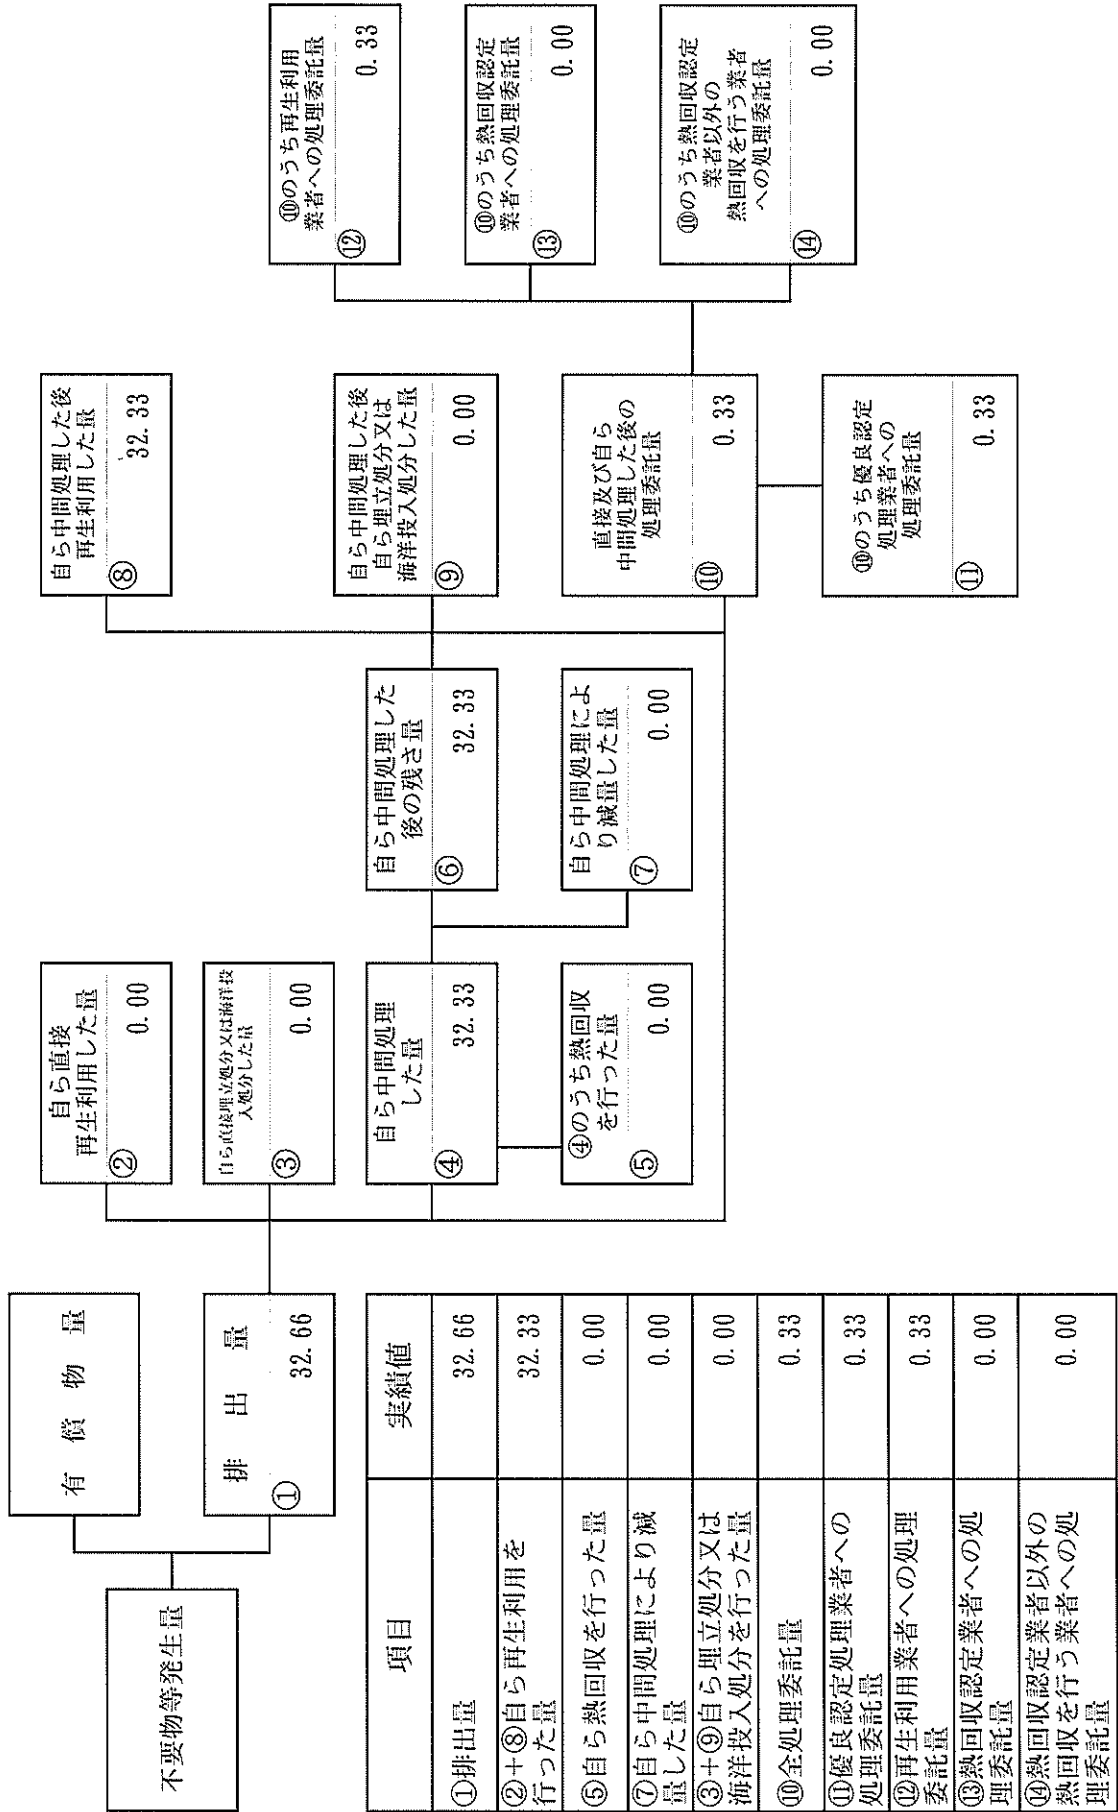 不要物等発生量
有 償 物 量
排 出 量
①
32.66
自ら直接
再生利用した量
②
0.00
自ら直接埋立処分又は海洋投
入処分した量
③
0.00
自ら中間処理
した量
④
32.33
④のうち熱回収
を行った量
⑤
0.00
自ら中間処理した
後の残さ量
⑥
32.33
自ら中間処理によ
り減量した量
⑦
0.00
自ら中間処理した後
再生利用した量
⑧
32.33
自ら中間処理した後
自ら埋立処分又は
海洋投入処分した量
⑨
0.00
直接及び自ら
中間処理した後の
処理委託量
⑩
0.33
⑩のうち優良認定
処理業者への
処理委託量
⑪
0.33
⑩のうち再生利用
業者への処理委託量
⑫
0.33
⑩のうち熱回収認定
業者への処理委託量
⑬
0.00
⑩のうち熱回収認定
業者以外の
熱回収を行う業者
への処理委託量
⑭
0.00
項目 実績値
①排出量 32.66
②+⑧自ら再生利用を
行った量 32.33
⑤自ら熱回収を行った量 0.00
⑦自ら中間処理により減
量した量 0.00
③+⑨自ら埋立処分又は
海洋投入処分を行った量 0.00
⑩全処理委託量 0.33
⑪優良認定処理業者への
処理委託量 0.33
⑫再生利用業者への処理
委託量 0.33
⑬熱回収認定業者への処
理委託量 0.00
⑭熱回収認定業者以外の
熱回収を行う業者への処
理委託量 0.00